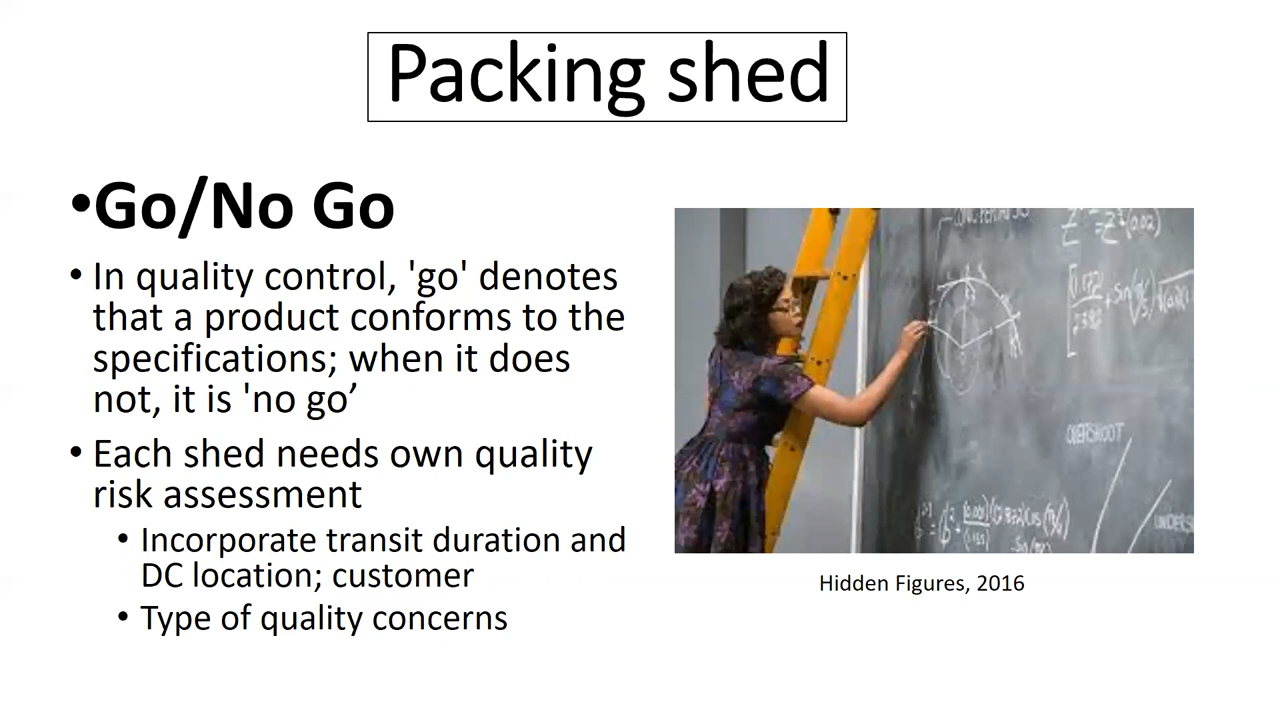 Packing shed
•Go/No Go
• In quality control, 'go' denotes
that a product conforms to the
specifications; when it does
not, it is 'no go’
• Each shed needs own quality
risk assessment
• Incorporate transit duration and
DC location; customer
• Type of quality concerns
OVERSHOOT
Hidden Figures, 2016